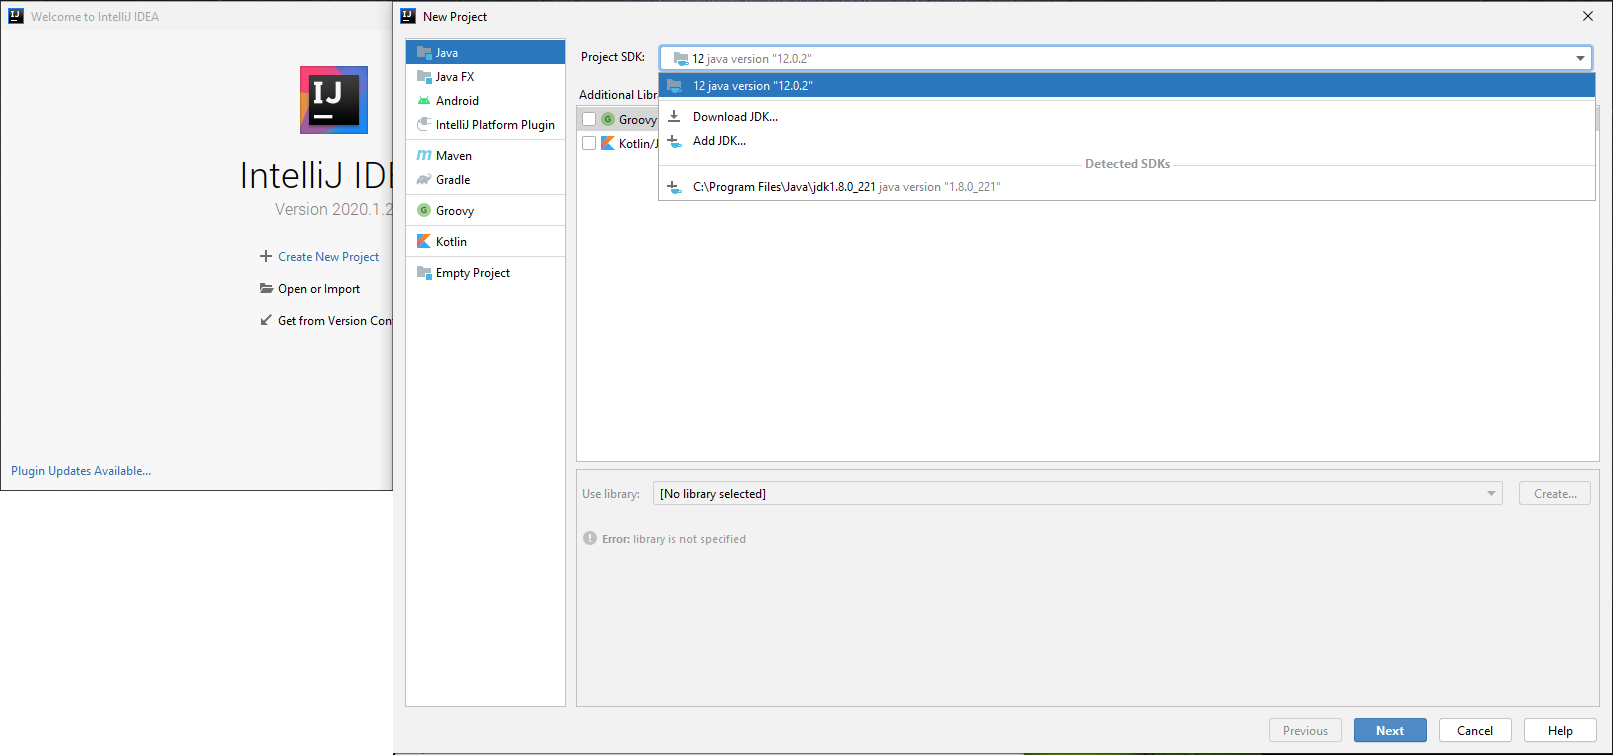 Welcome to IntelliJ IDEA
IJ
IntelliJ IDE
Version 2020.1.2
Create New Project
Open or Import
Get from Version Con
Plugin Updates Available...
New Project
Java
Java FX
Android
IntelliJ Platform Plugin
Maven
Gradle
Groovy
Kotlin
Empty Project
Project SDK: 12 java version "12.0.2"
12 java version "12.0.2"
Download JDK...
Add JDK...
Detected SDKs
C:\Program Files\Java\jdk1.8.0_221 java version "1.8.0_221"
Additional Libr
Groovy
Kotlin/J
Use library: [No library selected] Create...
Error: library is not specified
Previous Next Cancel Help